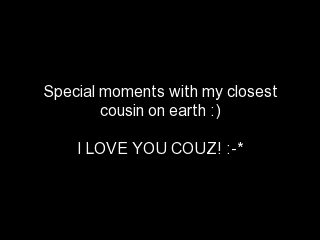 Special moments with my closest
cousin on earth :)
I LOVE YOU COUZ! :-*